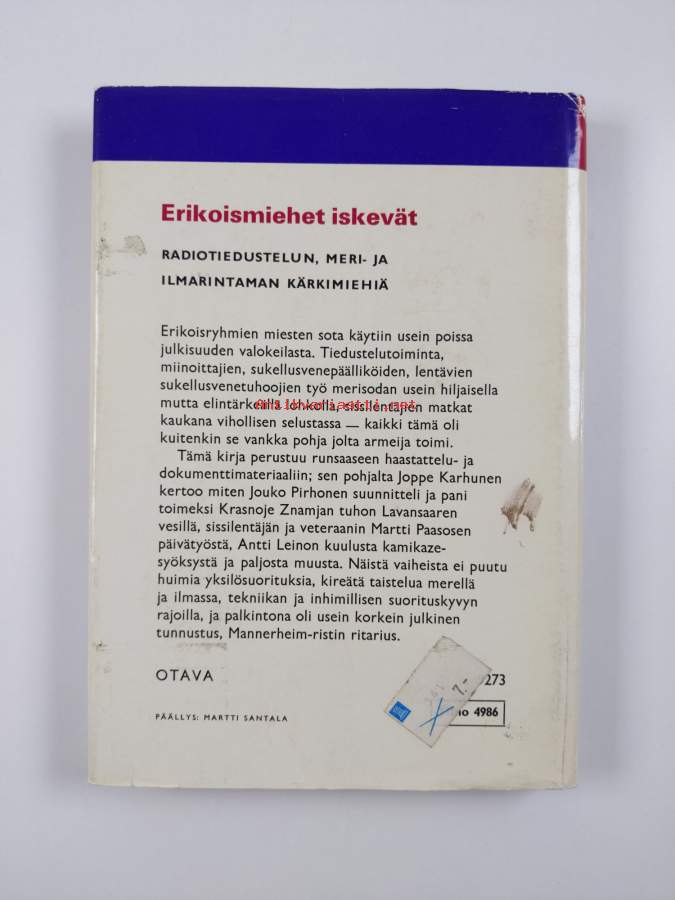 Erikoismiehet iskevät
RADIOTIEDUSTELUN, MERI- JA
ILMARINTAMAN KÄRKIMIEHIÄ
Erikoisryhmien miesten sota käytiin usein poissa
julkisuuden valokeilasta. Tiedustelutoiminta,
miinoittajien, sukellusvenepäälliköiden, lentävien
sukellusvenetuhoojien työ merisodan usein hiljaisella
mutta elintärkeällä lohkolla, sissilentäjien matkat
Antikvariaatti.net
kaukana vihollisen selustassa — kaikki tämä oli
kuitenkin se vankka pohja jolta armeija toimi.
Tämä kirja perustuu runsaaseen haastattelu- ja
dokumenttimateriaaliin; sen pohjalta Joppe Karhunen
kertoo miten Jouko Pirhonen suunnitteli ja pani
toimeksi Krasnoje Znamjan tuhon Lavansaaren
vesillä, sissilentäjän ja veteraanin Martti Paasosen
päivätyöstä, Antti Leinon kuulusta kamikaze-
syöksystä ja paljosta muusta. Näistä vaiheista ei puutu
huimia yksilösuorituksia, kireätä taistelua merellä
ja ilmassa, tekniikan ja inhimillisen suorituskyvyn
rajoilla, ja palkintona oli usein korkein julkinen
tunnustus, Mannerheim-ristin ritarius.
OTAVA
273
7.-
no 4986
PÄÄLLYS: MARTTI SANTALA